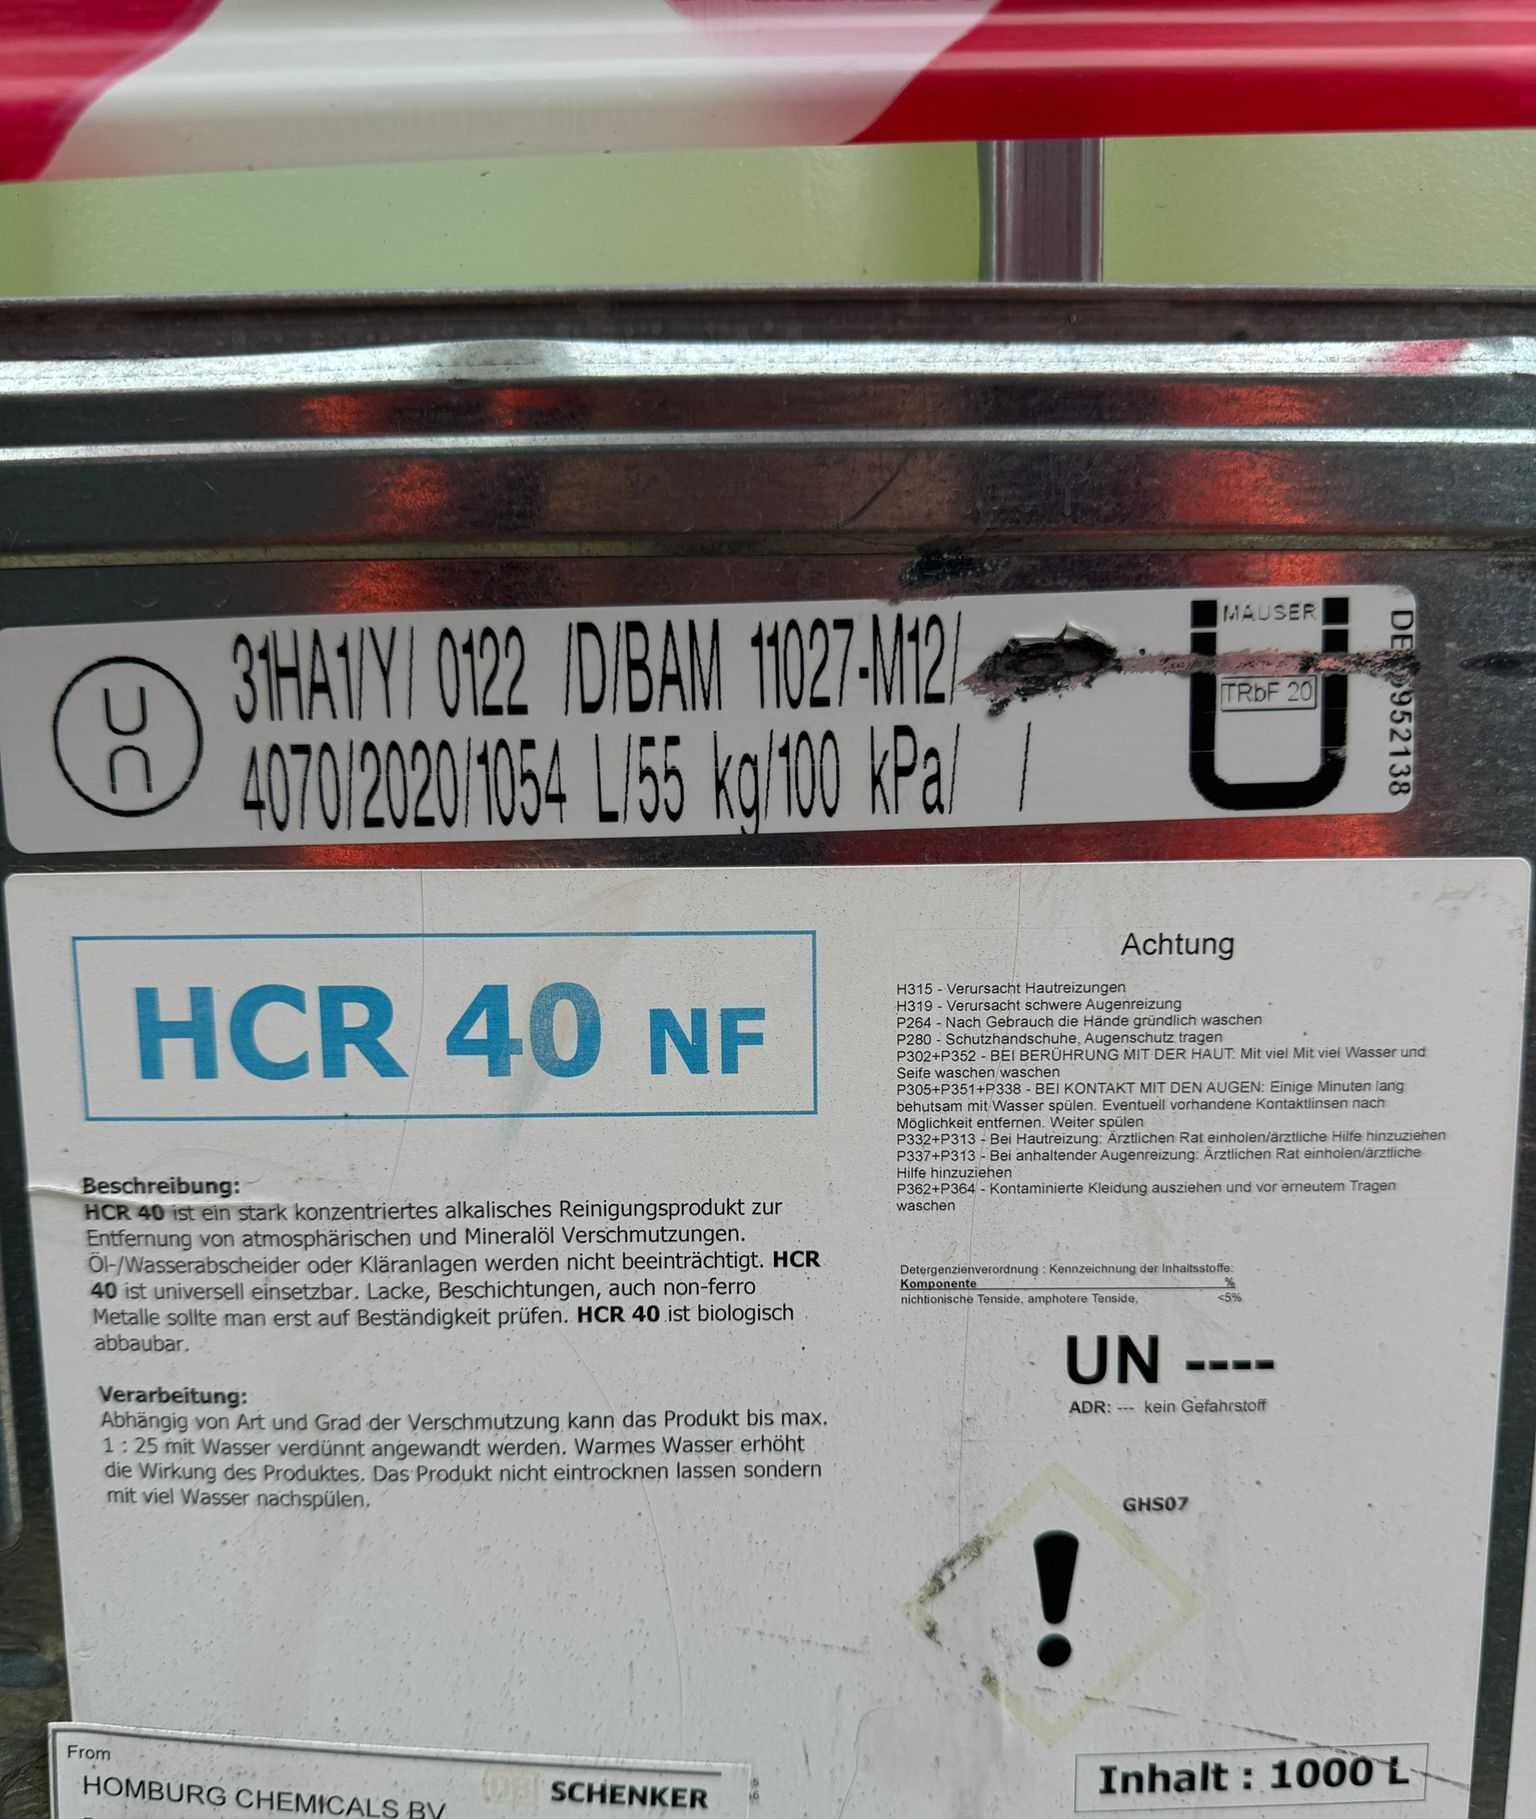 UN
31HA1/Y/ 0122 /D/BAM 11027-M12/
4070/2020/1054 L/55 kg/100 kPa/ /
MAUSER
TRbF 20
HCR 40 NF
Beschreibung:
HCR 40 ist ein stark konzentriertes alkalisches Reinigungsprodukt zur
Entfernung von atmosphärischen und Mineralöl Verschmutzungen.
Öl-/Wasserabscheider oder Kläranlagen werden nicht beeinträchtigt. HCR
40 ist universell einsetzbar. Lacke, Beschichtungen, auch non-ferro
Metalle sollte man erst auf Beständigkeit prüfen. HCR 40 ist biologisch
abbaubar.
Verarbeitung:
Abhängig von Art und Grad der Verschmutzung kann das Produkt bis max.
1 : 25 mit Wasser verdünnt angewandt werden. Warmes Wasser erhöht
die Wirkung des Produktes. Das Produkt nicht eintrocknen lassen sondern
mit viel Wasser nachspülen.
Achtung
H315 - Verursacht Hautreizungen
H319 - Verursacht schwere Augenreizung
P264 - Nach Gebrauch die Hände gründlich waschen
P280 - Schutzhandschuhe, Augenschutz tragen
P302+P352 - BEI BERÜHRUNG MIT DER HAUT: Mit viel Mit viel Wasser und
Seife waschen waschen
P305+P351+P338 - BEI KONTAKT MIT DEN AUGEN: Einige Minuten lang
behutsam mit Wasser spülen. Eventuell vorhandene Kontaktlinsen nach
Möglichkeit entfernen. Weiter spülen
P332+P313 - Bei Hautreizung: Ärztlichen Rat einholen/ärztliche Hilfe hinzuziehen
P337+P313 - Bei anhaltender Augenreizung: Ärztlichen Rat einholen/ärztliche
Hilfe hinzuziehen
P362+P364 - Kontaminierte Kleidung ausziehen und vor erneutem Tragen
waschen
Detergenzienverordnung : Kennzeichnung der Inhaltsstoffe:
Komponente %
nichtionische Tenside, amphotere Tenside, <5%
UN ----
ADR: --- kein Gefahrstoff
GHS07
!
Inhalt : 1000 L
From
HOMBURG CHEMICALS BV
SCHENKER